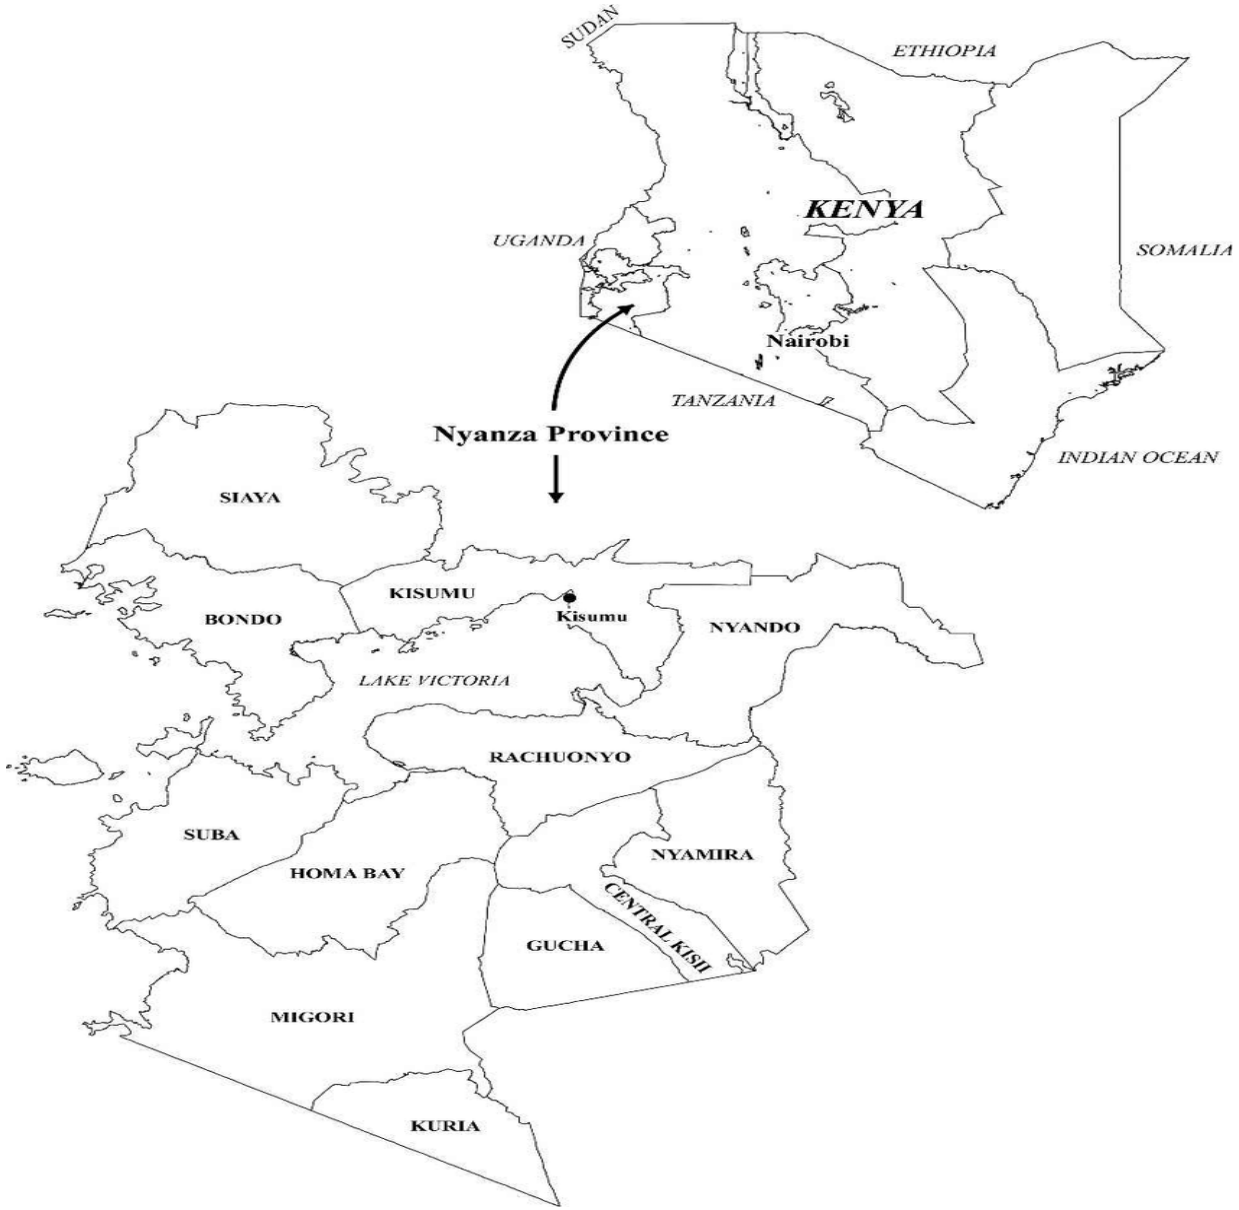 SUDAN
ETHIOPIA
KENYA
UGANDA
SOMALIA
Nairobi
TANZANIA
Nyanza Province
INDIAN OCEAN
SIAYA
KISUMU
Kisumu
BONDO
NYANDO
LAKE VICTORIA
RACHUONYO
SUBA
NYAMIRA
HOMA BAY
CENTRAL KISII
GUCHA
MIGORI
KURIA